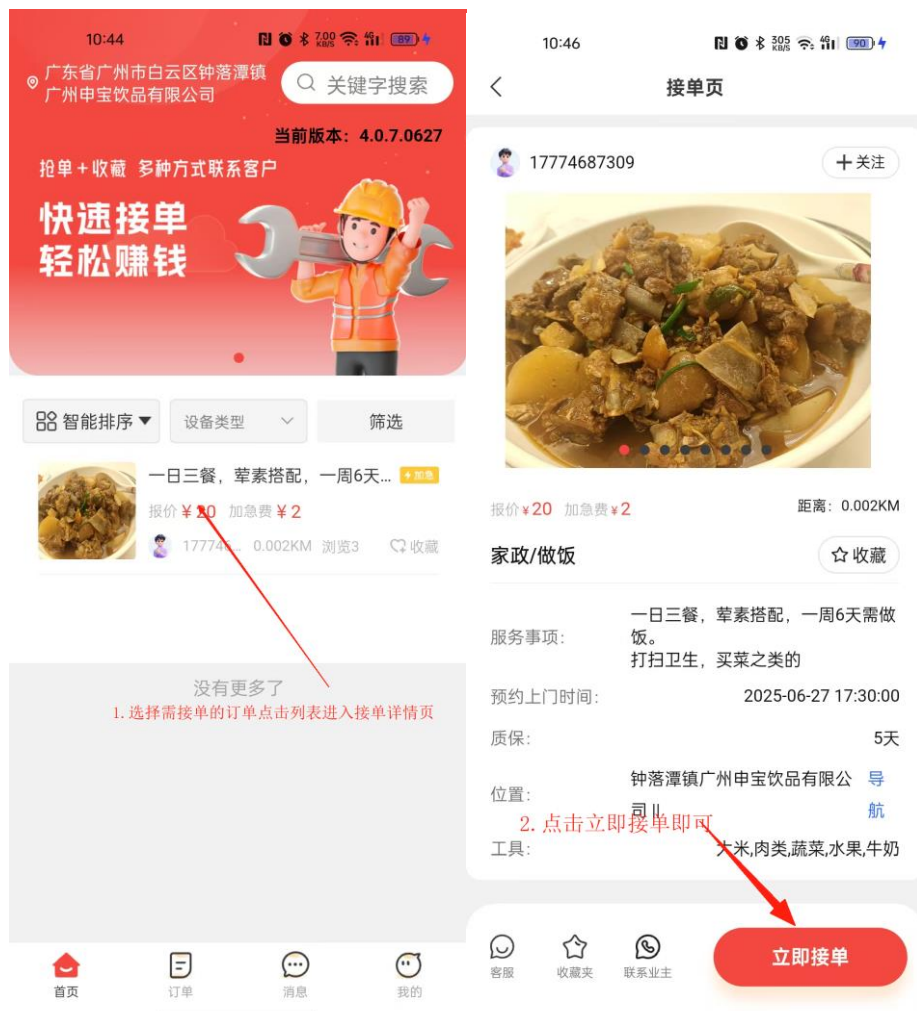 10:44
7.00 KB/S 4G 89
广东省广州市白云区钟落潭镇
广州申宝饮品有限公司
关键字搜索
当前版本：4.0.7.0627
抢单+收藏 多种方式联系客户
快速接单
轻松赚钱
智能排序
设备类型
筛选
一日三餐，荤素搭配，一周6天...
加急
报价¥20 加急费¥2
177746... 0.002KM 浏览3 收藏
没有更多了
1.选择需接单的订单点击列表进入接单详情页
首页
订单
消息
我的
10:46
305 KB/S 4G 90
接单页
17774687309
+关注
报价¥20 加急费¥2
距离：0.002KM
家政/做饭
收藏
服务事项:
一日三餐，荤素搭配，一周6天需做
饭。
打扫卫生，买菜之类的
预约上门时间:
2025-06-27 17:30:00
质保:
5天
位置:
钟落潭镇广州申宝饮品有限公
司||
导
航
2.点击立即接单即可
工具:
大米,肉类,蔬菜,水果,牛奶
客服
收藏夹
联系业主
立即接单